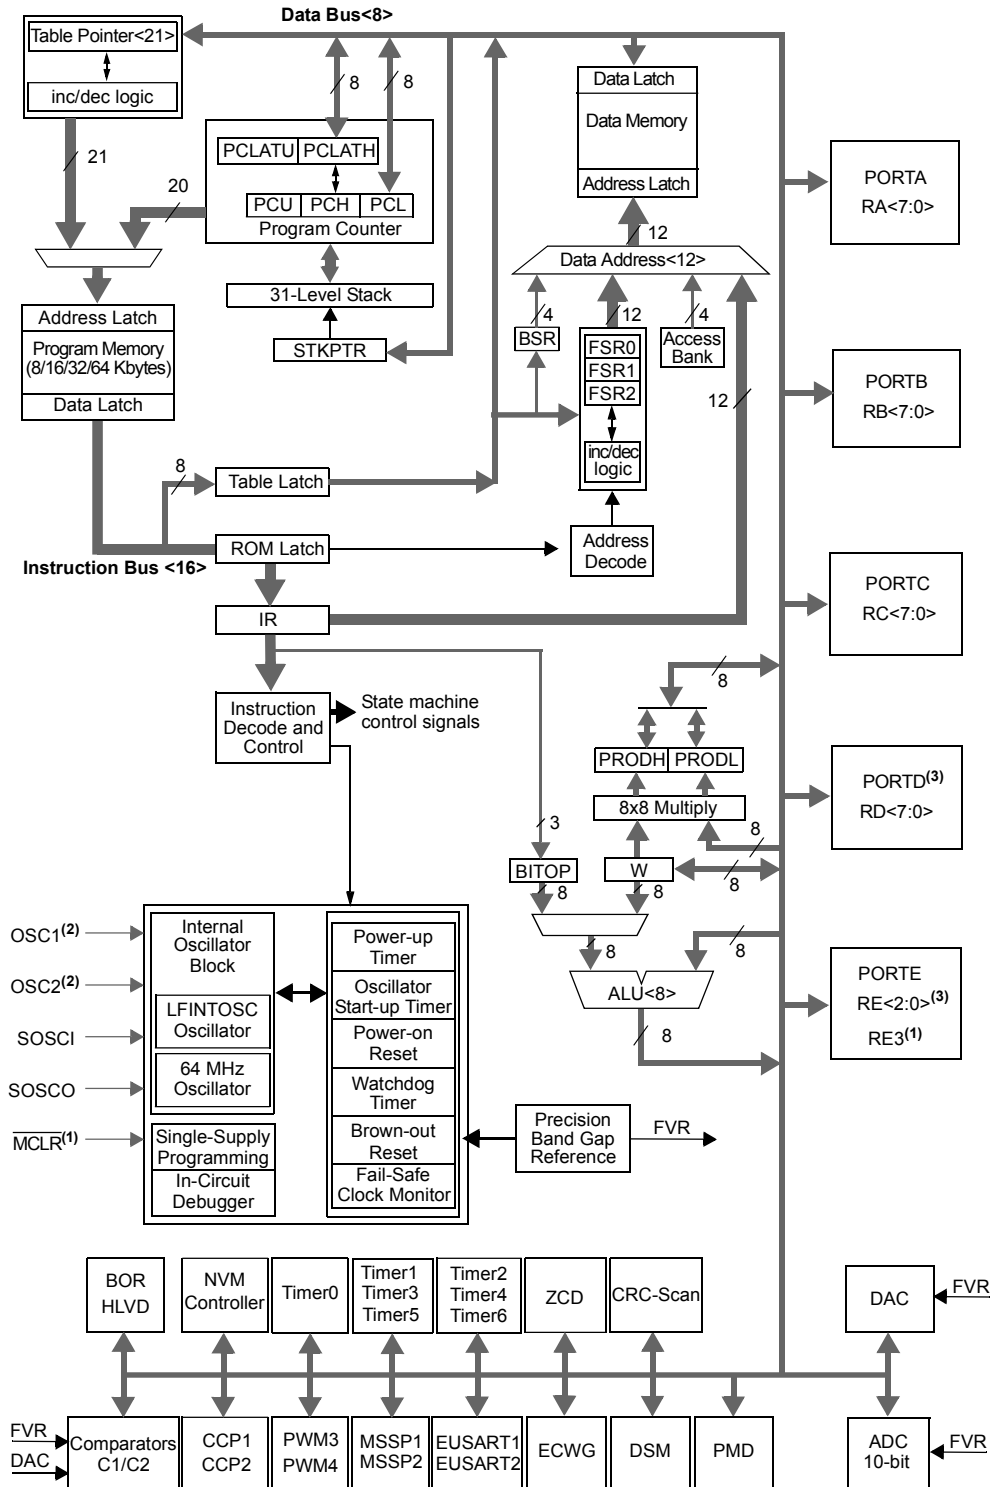 Data Bus<8>
Table Pointer<21>
inc/dec logic
21
20
8
8
PCLATU PCLATH
PCU PCH PCL
Program Counter
31-Level Stack
STKPTR
Data Latch
Data Memory
Address Latch
12
Data Address<12>
4
12
4
BSR
FSR0
FSR1
FSR2
inc/dec
logic
Access
Bank
12
Address Latch
Program Memory
(8/16/32/64 Kbytes)
Data Latch
8
Table Latch
ROM Latch
Instruction Bus <16>
Address
Decode
IR
Instruction
Decode and
Control
State machine
control signals
8
PRODH PRODL
8x8 Multiply
3
8
BITOP
W
8
8
8
8
8
ALU<8>
8
PORTA
RA<7:0>
PORTB
RB<7:0>
PORTC
RC<7:0>
PORTD(3)
RD<7:0>
PORTE
RE<2:0>(3)
RE3(1)
OSC1(2)
OSC2(2)
SOSCI
SOSCO
MCLR(1)
Internal
Oscillator
Block
LFINTOSC
Oscillator
64 MHz
Oscillator
Single-Supply
Programming
In-Circuit
Debugger
Power-up
Timer
Oscillator
Start-up Timer
Power-on
Reset
Watchdog
Timer
Brown-out
Reset
Fail-Safe
Clock Monitor
Precision
Band Gap
Reference
FVR
BOR
HLVD
NVM
Controller
Timer0
Timer1
Timer3
Timer5
Timer2
Timer4
Timer6
ZCD
CRC-Scan
DAC
FVR
FVR
DAC
Comparators
C1/C2
CCP1
CCP2
PWM3
PWM4
MSSP1
MSSP2
EUSART1
EUSART2
ECWG
DSM
PMD
ADC
10-bit
FVR